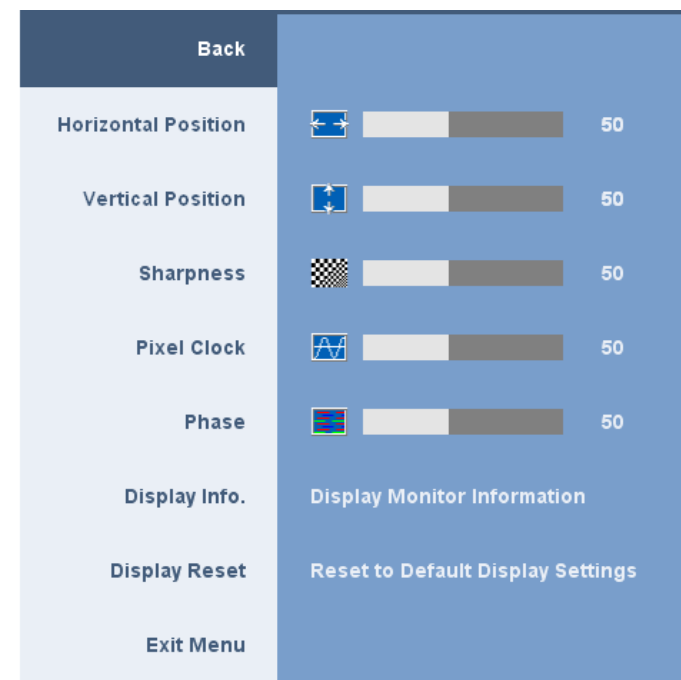 Back
Horizontal Position 50
Vertical Position 50
Sharpness 50
Pixel Clock 50
Phase 50
Display Info. Display Monitor Information
Display Reset Reset to Default Display Settings
Exit Menu